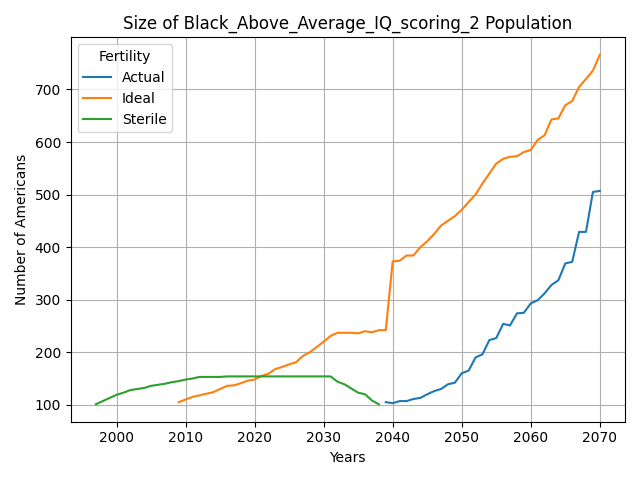 Size of Black_Above_Average_IQ_scoring_2 Population
Fertility
Actual
Ideal
Sterile
Number of Americans
700
600
500
400
300
200
100
2000 2010 2020 2030 2040 2050 2060 2070
Years